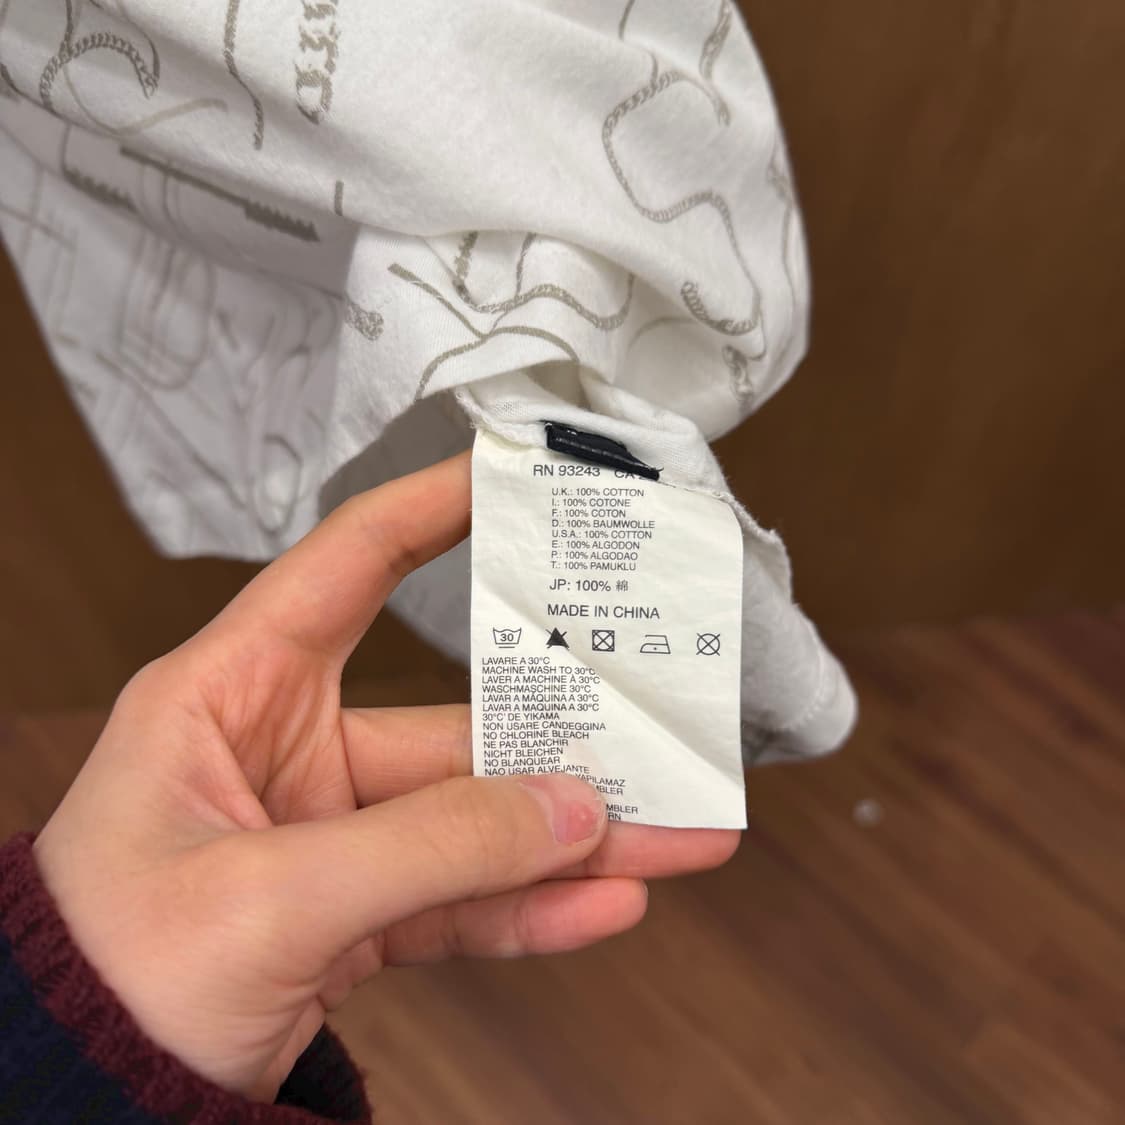 RN 93243 CA
U.K.: 100% COTTON
I.: 100% COTONE
F.: 100% COTON
D.: 100% BAUMWOLLE
U.S.A.: 100% COTTON
E.: 100% ALGODON
P.: 100% ALGODAO
T.: 100% PAMUKLU
JP: 100% 綿
MADE IN CHINA
30
LAVARE A 30°C
MACHINE WASH TO 30°C
LAVER A MACHINE À 30°C
WASCHMASCHINE 30°C
LAVAR A MÁQUINA A 30°C
LAVAR A MAQUINA A 30°C
30°C' DE YIKAMA
NON USARE CANDEGGINA
NO CHLORINE BLEACH
NE PAS BLANCHIR
NICHT BLEICHEN
NO BLANQUEAR
NAO USAR ALVEJANTE
YAPILAMAZ